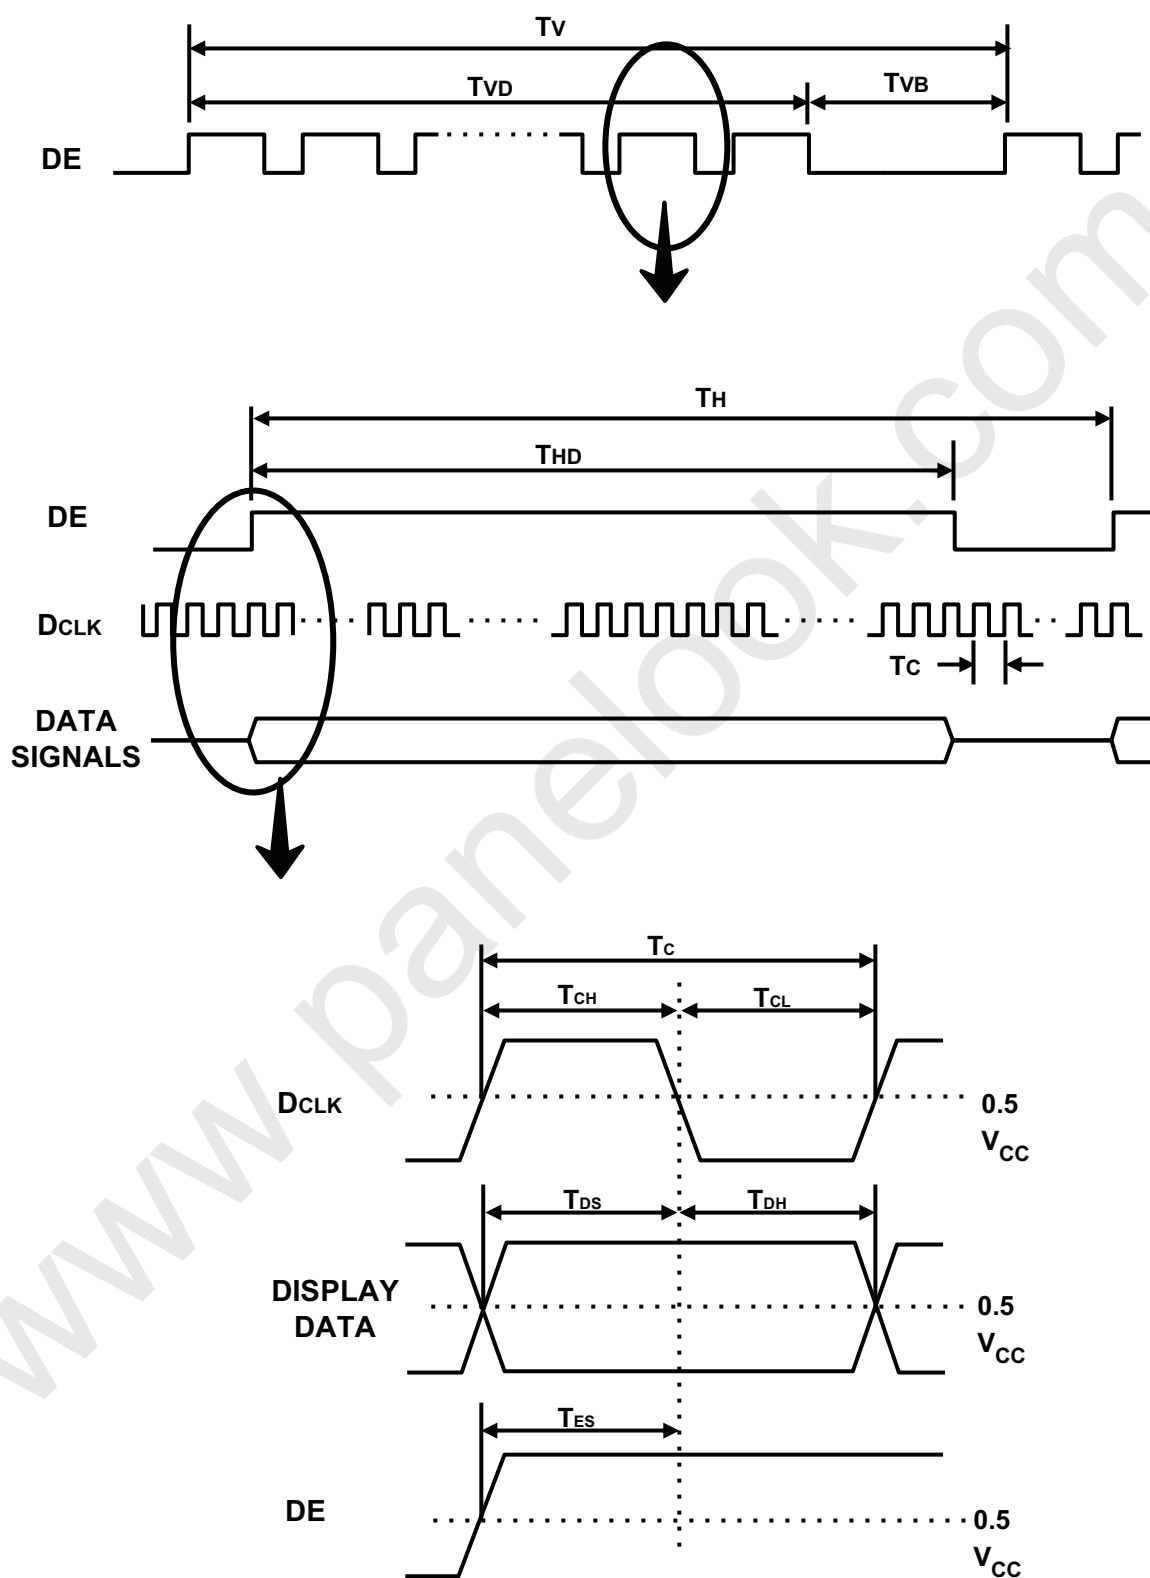 TV
TVD
TVB
DE
TH
THD
DE
DCLK
TC
DATA
SIGNALS
TC
TCH
TCL
DCLK
0.5
VCC
TDS
TDH
DISPLAY
DATA
0.5
VCC
TES
DE
0.5
VCC
www.panelook.com